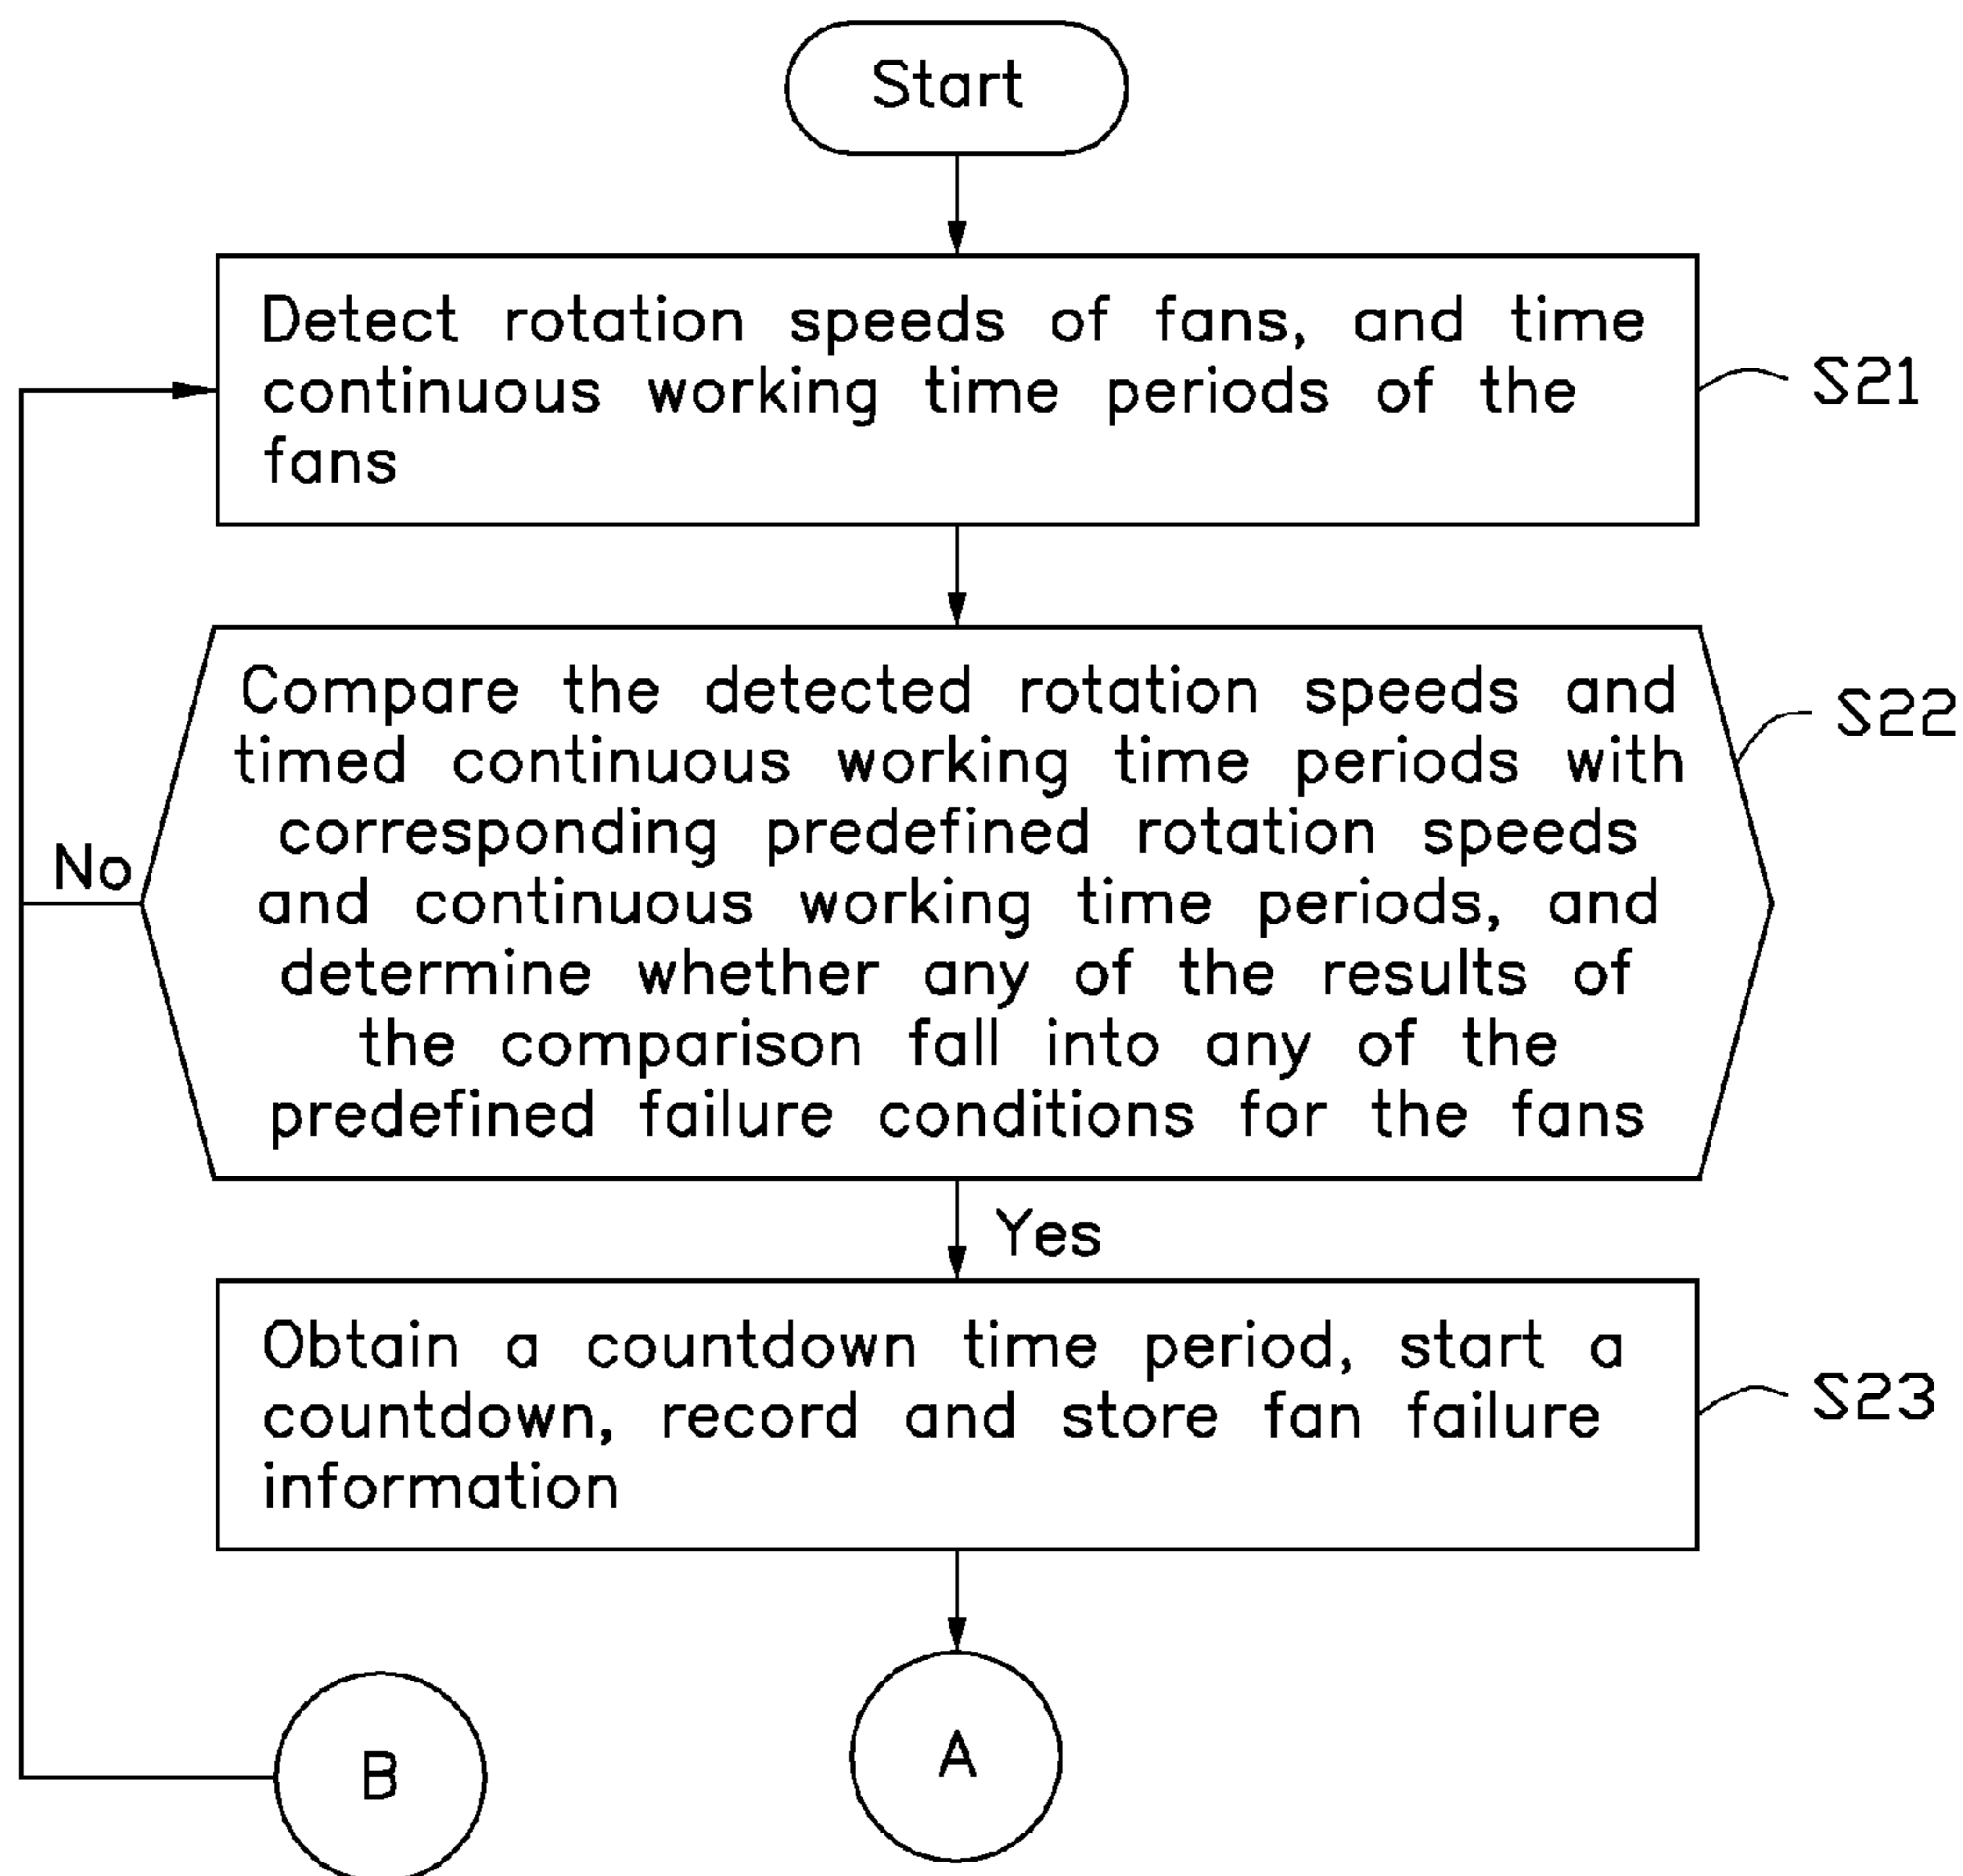 Start
Detect rotation speeds of fans, and time
continuous working time periods of the
fans
S21
Compare the detected rotation speeds and
timed continuous working time periods with
corresponding predefined rotation speeds
and continuous working time periods, and
determine whether any of the results of
the comparison fall into any of the
predefined failure conditions for the fans
S22
No
Yes
Obtain a countdown time period, start a
countdown, record and store fan failure
information
S23
B
A